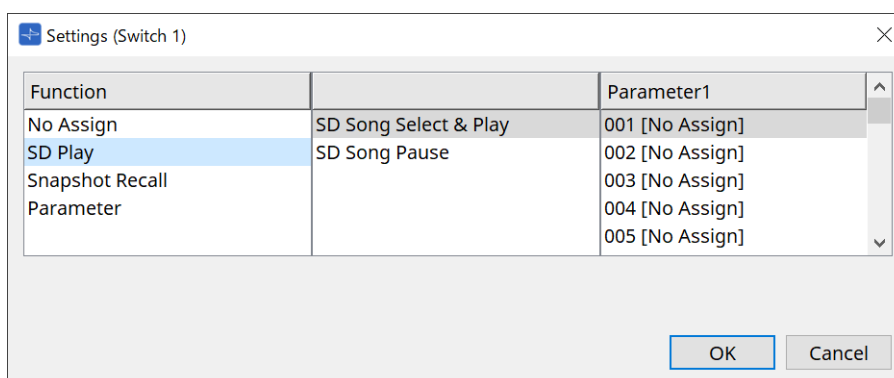 Settings (Switch 1)
Function Parameter1
No Assign SD Song Select & Play 001 [No Assign]
SD Play SD Song Pause 002 [No Assign]
Snapshot Recall 003 [No Assign]
Parameter 004 [No Assign]
005 [No Assign]
OK Cancel